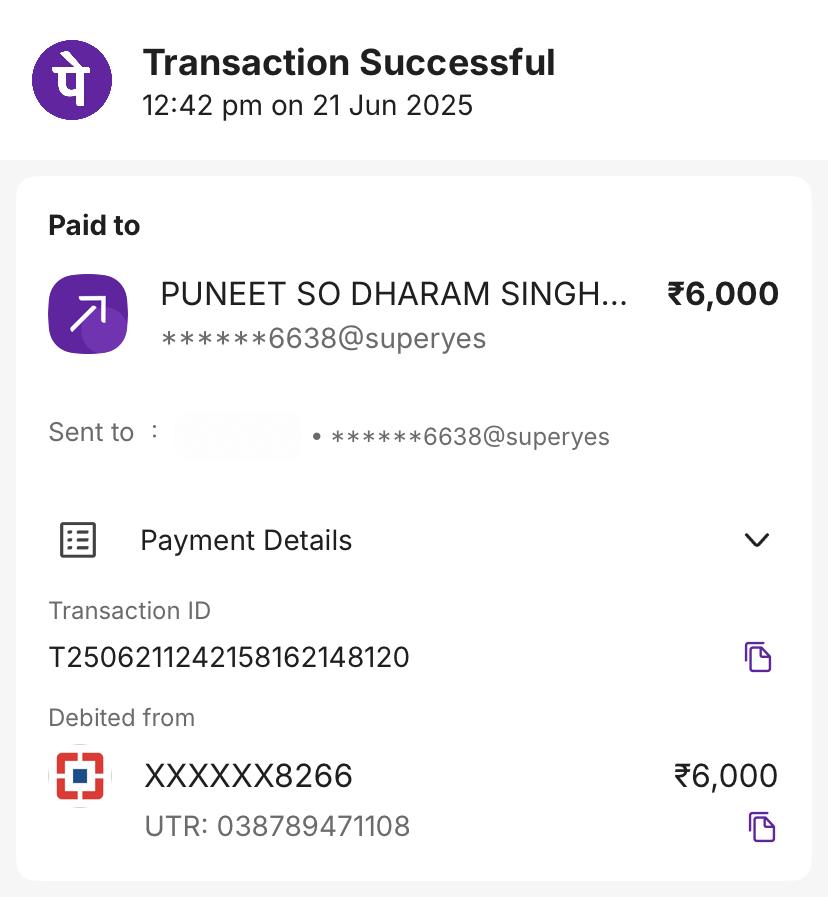 पे
Transaction Successful
12:42 pm on 21 Jun 2025
Paid to
PUNEET SO DHARAM SINGH... ₹6,000
******6638@superyes
Sent to : • ******6638@superyes
Payment Details
Transaction ID
T2506211242158162148120
Debited from
XXXXXX8266 ₹6,000
UTR: 038789471108